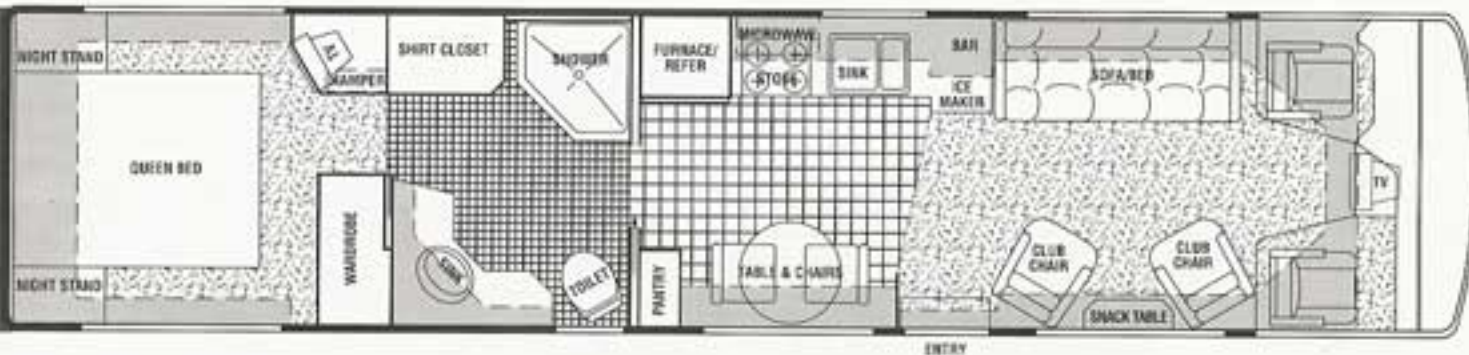 NIGHT STAND
QUEEN BED
NIGHT STAND
TV
HAMPER
SHIRT CLOSET
WARDROBE
SHOWER
SINK
TOILET
FURNACE/
REFER
MICROWAVE
STOVE
SINK
BAR
ICE
MAKER
PANTRY
TABLE & CHAIRS
SOFA/BED
CLUB
CHAIR
CLUB
CHAIR
SNACK TABLE
TV
ENTRY